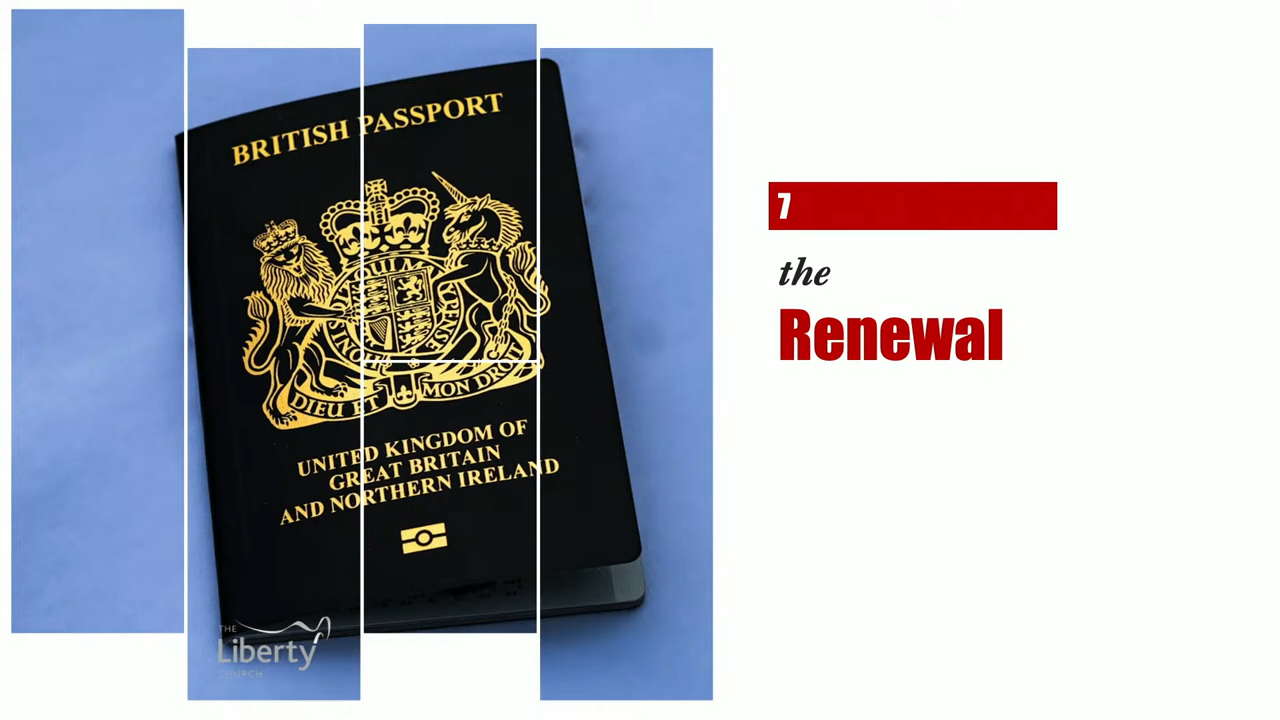 BRITISH PASSPORT
DIEU ET MON DROIT
UNITED KINGDOM OF
GREAT BRITAIN
AND NORTHERN IRELAND
THE
Liberty
CHURCH
7
the
Renewal